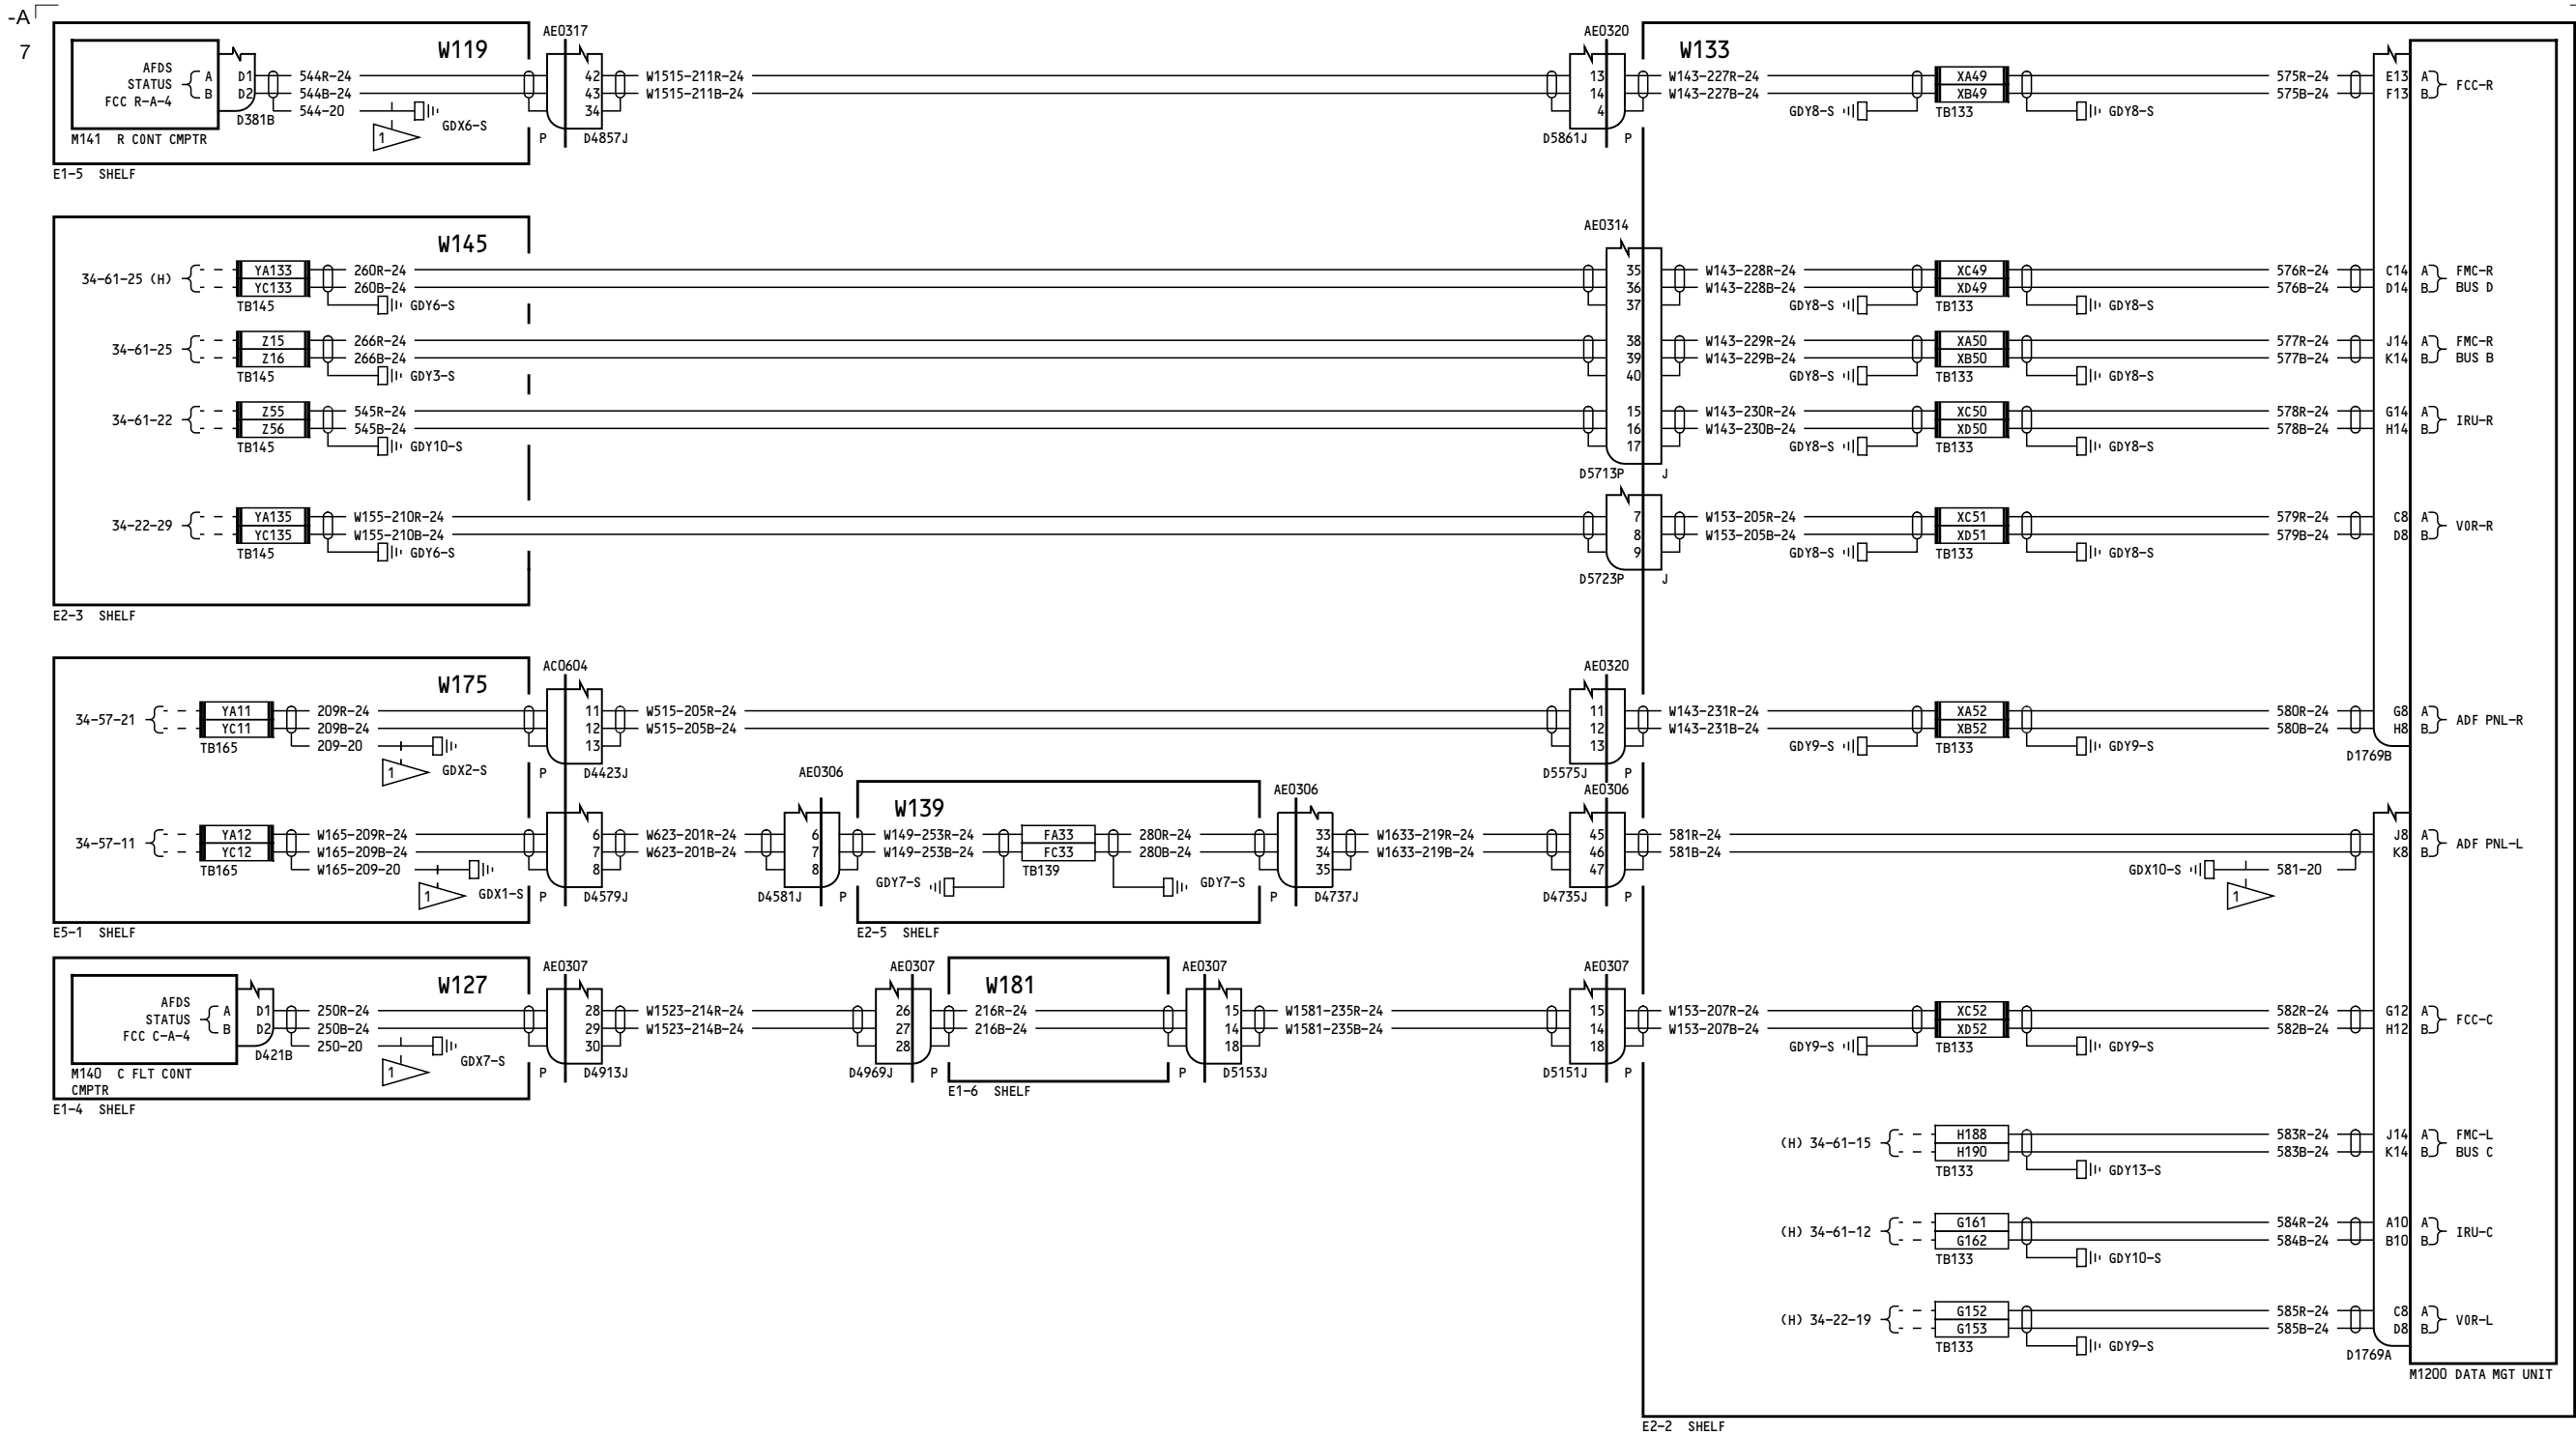 -A
7
W119
AFDS
STATUS
FCC R-A-4
A
B
D1
D2
544R-24
544B-24
544-20
D381B
GDX6-S
1
M141 R CONT CMPTR
E1-5 SHELF
AE0317
42
43
34
P
D4857J
W1515-211R-24
W1515-211B-24
AE0320
13
14
4
D5861J
P
W133
W143-227R-24
W143-227B-24
GDY8-S
XA49
XB49
TB133
GDY8-S
575R-24
575B-24
E13
F13
A
B
FCC-R
W145
34-61-25 (H)
YA133
YC133
TB145
260R-24
260B-24
GDY6-S
AE0314
35
36
37
W143-228R-24
W143-228B-24
GDY8-S
XC49
XD49
TB133
GDY8-S
576R-24
576B-24
C14
D14
A
B
FMC-R
BUS D
34-61-25
Z15
Z16
TB145
266R-24
266B-24
GDY3-S
38
39
40
W143-229R-24
W143-229B-24
GDY8-S
XA50
XB50
TB133
GDY8-S
577R-24
577B-24
J14
K14
A
B
FMC-R
BUS B
34-61-22
Z55
Z56
TB145
545R-24
545B-24
GDY10-S
15
16
17
D5713P
J
W143-230R-24
W143-230B-24
GDY8-S
XC50
XD50
TB133
GDY8-S
578R-24
578B-24
G14
H14
A
B
IRU-R
34-22-29
YA135
YC135
TB145
W155-210R-24
W155-210B-24
GDY6-S
7
8
9
D5723P
J
W153-205R-24
W153-205B-24
GDY8-S
XC51
XD51
TB133
GDY8-S
579R-24
579B-24
C8
D8
A
B
VOR-R
E2-3 SHELF
W175
34-57-21
YA11
YC11
TB165
209R-24
209B-24
209-20
1
GDX2-S
AC0604
11
12
13
P
D4423J
W515-205R-24
W515-205B-24
AE0320
11
12
13
D5575J
P
W143-231R-24
W143-231B-24
GDY9-S
XA52
XB52
TB133
GDY9-S
580R-24
580B-24
G8
H8
A
B
ADF PNL-R
D1769B
34-57-11
YA12
YC12
TB165
W165-209R-24
W165-209B-24
W165-209-20
1
GDX1-S
6
7
8
P
D4579J
W623-201R-24
W623-201B-24
AE0306
6
7
8
D4581J
P
W139
W149-253R-24
W149-253B-24
GDY7-S
FA33
FC33
TB139
280R-24
280B-24
GDY7-S
E2-5 SHELF
AE0306
33
34
35
P
D4737J
W1633-219R-24
W1633-219B-24
AE0306
45
46
47
D4735J
P
581R-24
581B-24
GDX10-S
581-20
1
J8
K8
A
B
ADF PNL-L
E5-1 SHELF
W127
AFDS
STATUS
FCC C-A-4
A
B
D1
D2
D421B
250R-24
250B-24
250-20
1
GDX7-S
M140 C FLT CONT
CMPTR
E1-4 SHELF
AE0307
28
29
30
P
D4913J
W1523-214R-24
W1523-214B-24
AE0307
26
27
28
D4969J
P
W181
216R-24
216B-24
E1-6 SHELF
AE0307
15
14
18
P
D5153J
W1581-235R-24
W1581-235B-24
AE0307
15
14
18
D5151J
P
W153-207R-24
W153-207B-24
GDY9-S
XC52
XD52
TB133
GDY9-S
582R-24
582B-24
G12
H12
A
B
FCC-C
(H) 34-61-15
H188
H190
TB133
GDY13-S
583R-24
583B-24
J14
K14
A
B
FMC-L
BUS C
(H) 34-61-12
G161
G162
TB133
GDY10-S
584R-24
584B-24
A10
B10
A
B
IRU-C
(H) 34-22-19
G152
G153
TB133
GDY9-S
585R-24
585B-24
C8
D8
A
B
VOR-L
D1769A
M1200 DATA MGT UNIT
E2-2 SHELF